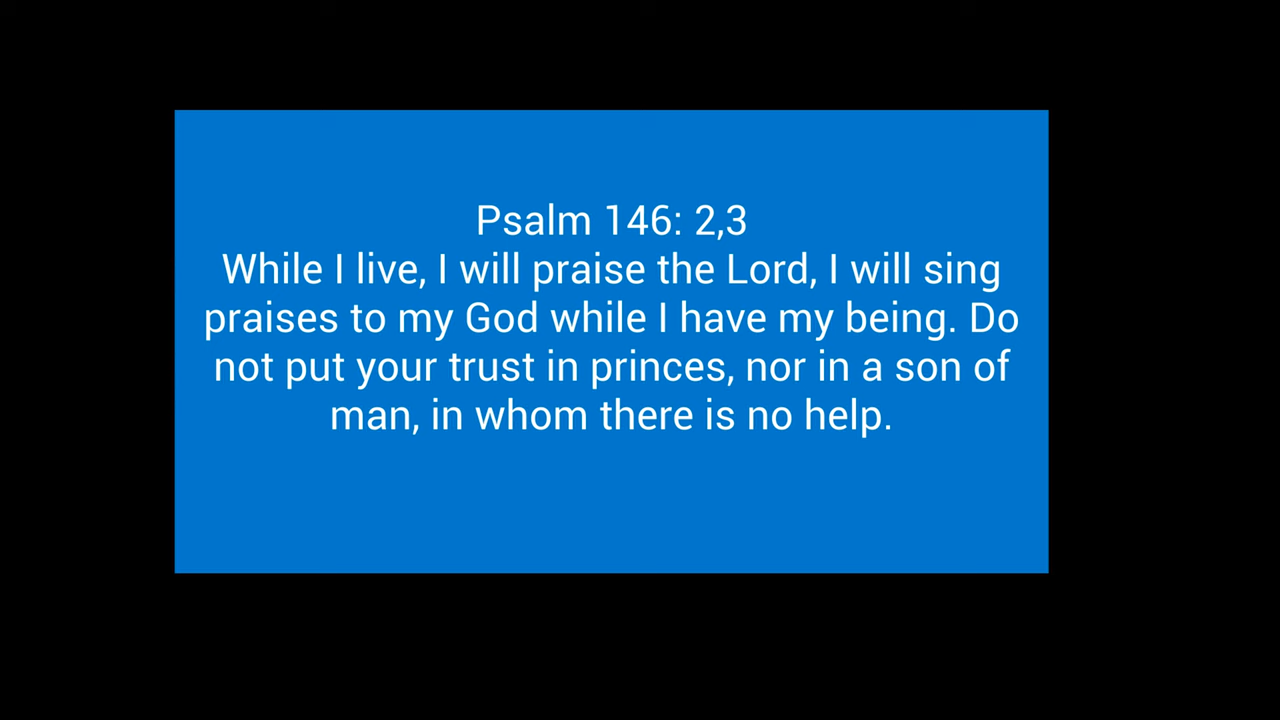 Psalm 146: 2,3
While I live, I will praise the Lord, I will sing
praises to my God while I have my being. Do
not put your trust in princes, nor in a son of
man, in whom there is no help.